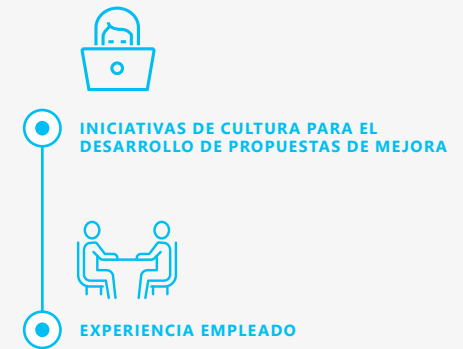 INICIATIVAS DE CULTURA PARA EL
DESARROLLO DE PROPUESTAS DE MEJORA
EXPERIENCIA EMPLEADO